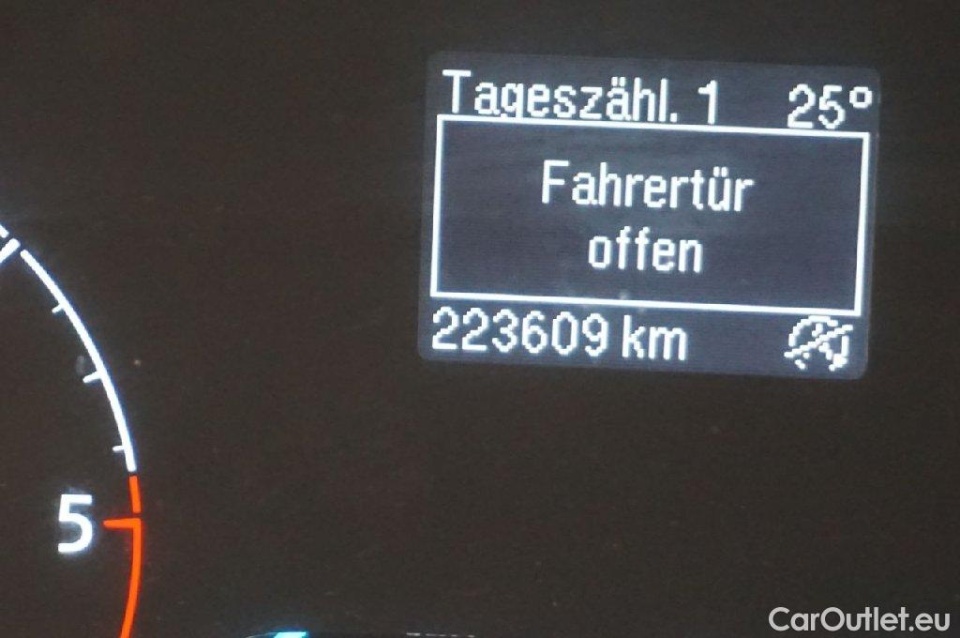 Tageszähl. 1 25°
Fahrertür
offen
223609 km
5
CarOutlet.eu